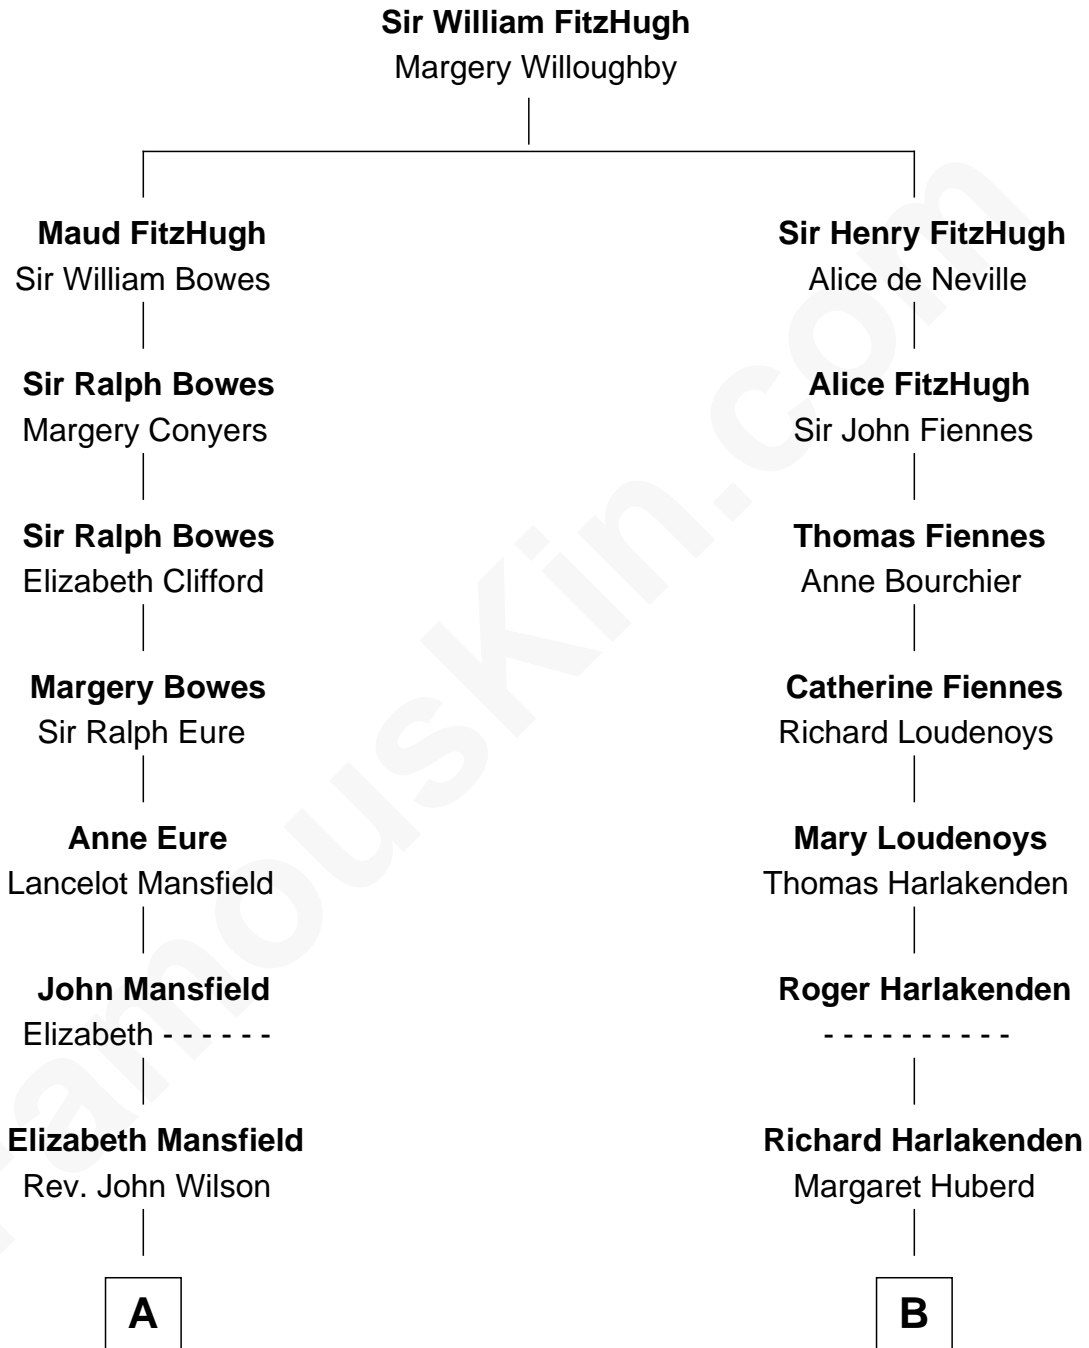 Sir William FitzHugh
Margery Willoughby
Maud FitzHugh
Sir William Bowes
Sir Henry FitzHugh
Alice de Neville
Sir Ralph Bowes
Margery Conyers
Alice FitzHugh
Sir John Fiennes
Sir Ralph Bowes
Elizabeth Clifford
Thomas Fiennes
Anne Bourchier
Margery Bowes
Sir Ralph Eure
Catherine Fiennes
Richard Loudenoys
Anne Eure
Lancelot Mansfield
Mary Loudenoys
Thomas Harlakenden
John Mansfield
Elizabeth - - - - - -
Roger Harlakenden
- - - - - - - - - -
Elizabeth Mansfield
Rev. John Wilson
Richard Harlakenden
Margaret Huberd
A
B
FamousKin.com